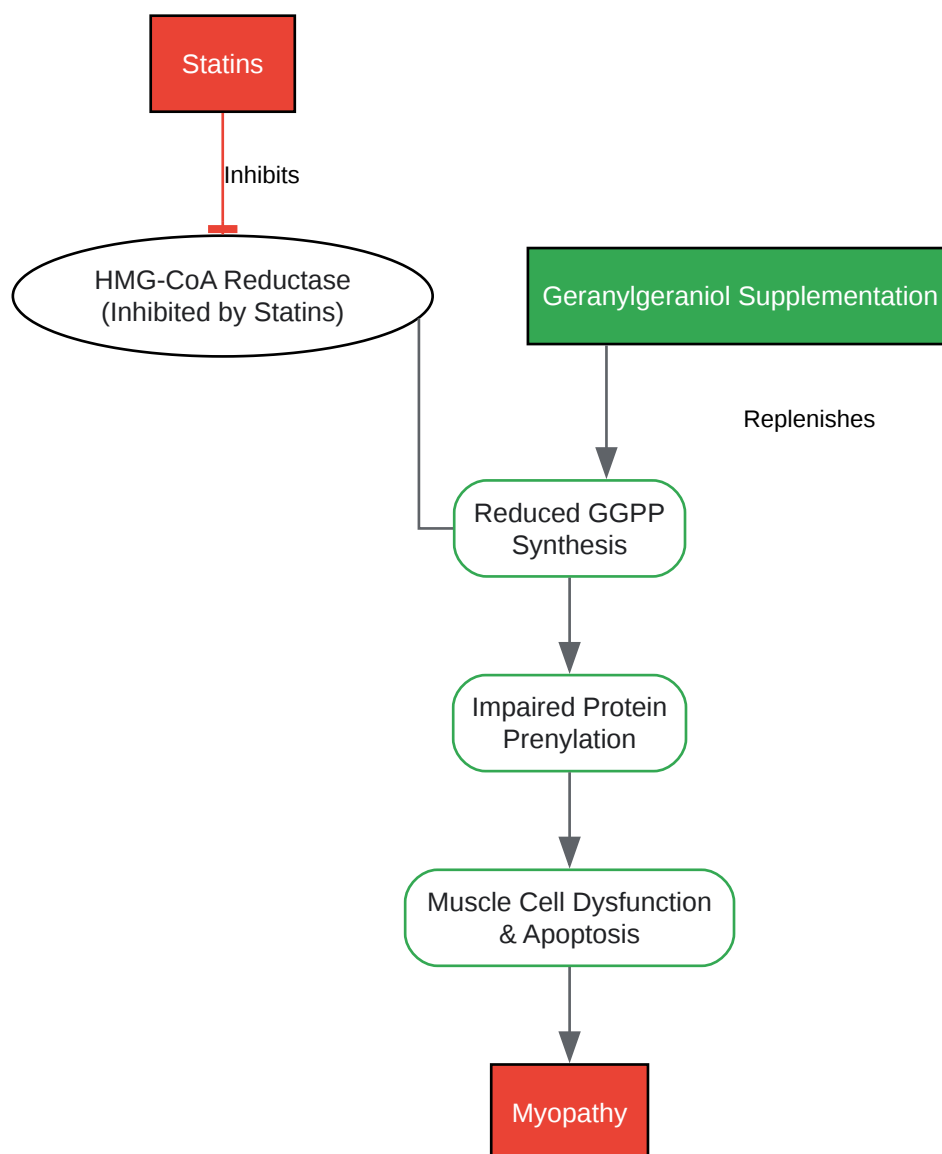 Statins
Inhibits
HMG-CoA Reductase
(Inhibited by Statins)
Geranylgeraniol Supplementation
Replenishes
Reduced GGPP
Synthesis
Impaired Protein
Prenylation
Muscle Cell Dysfunction
& Apoptosis
Myopathy